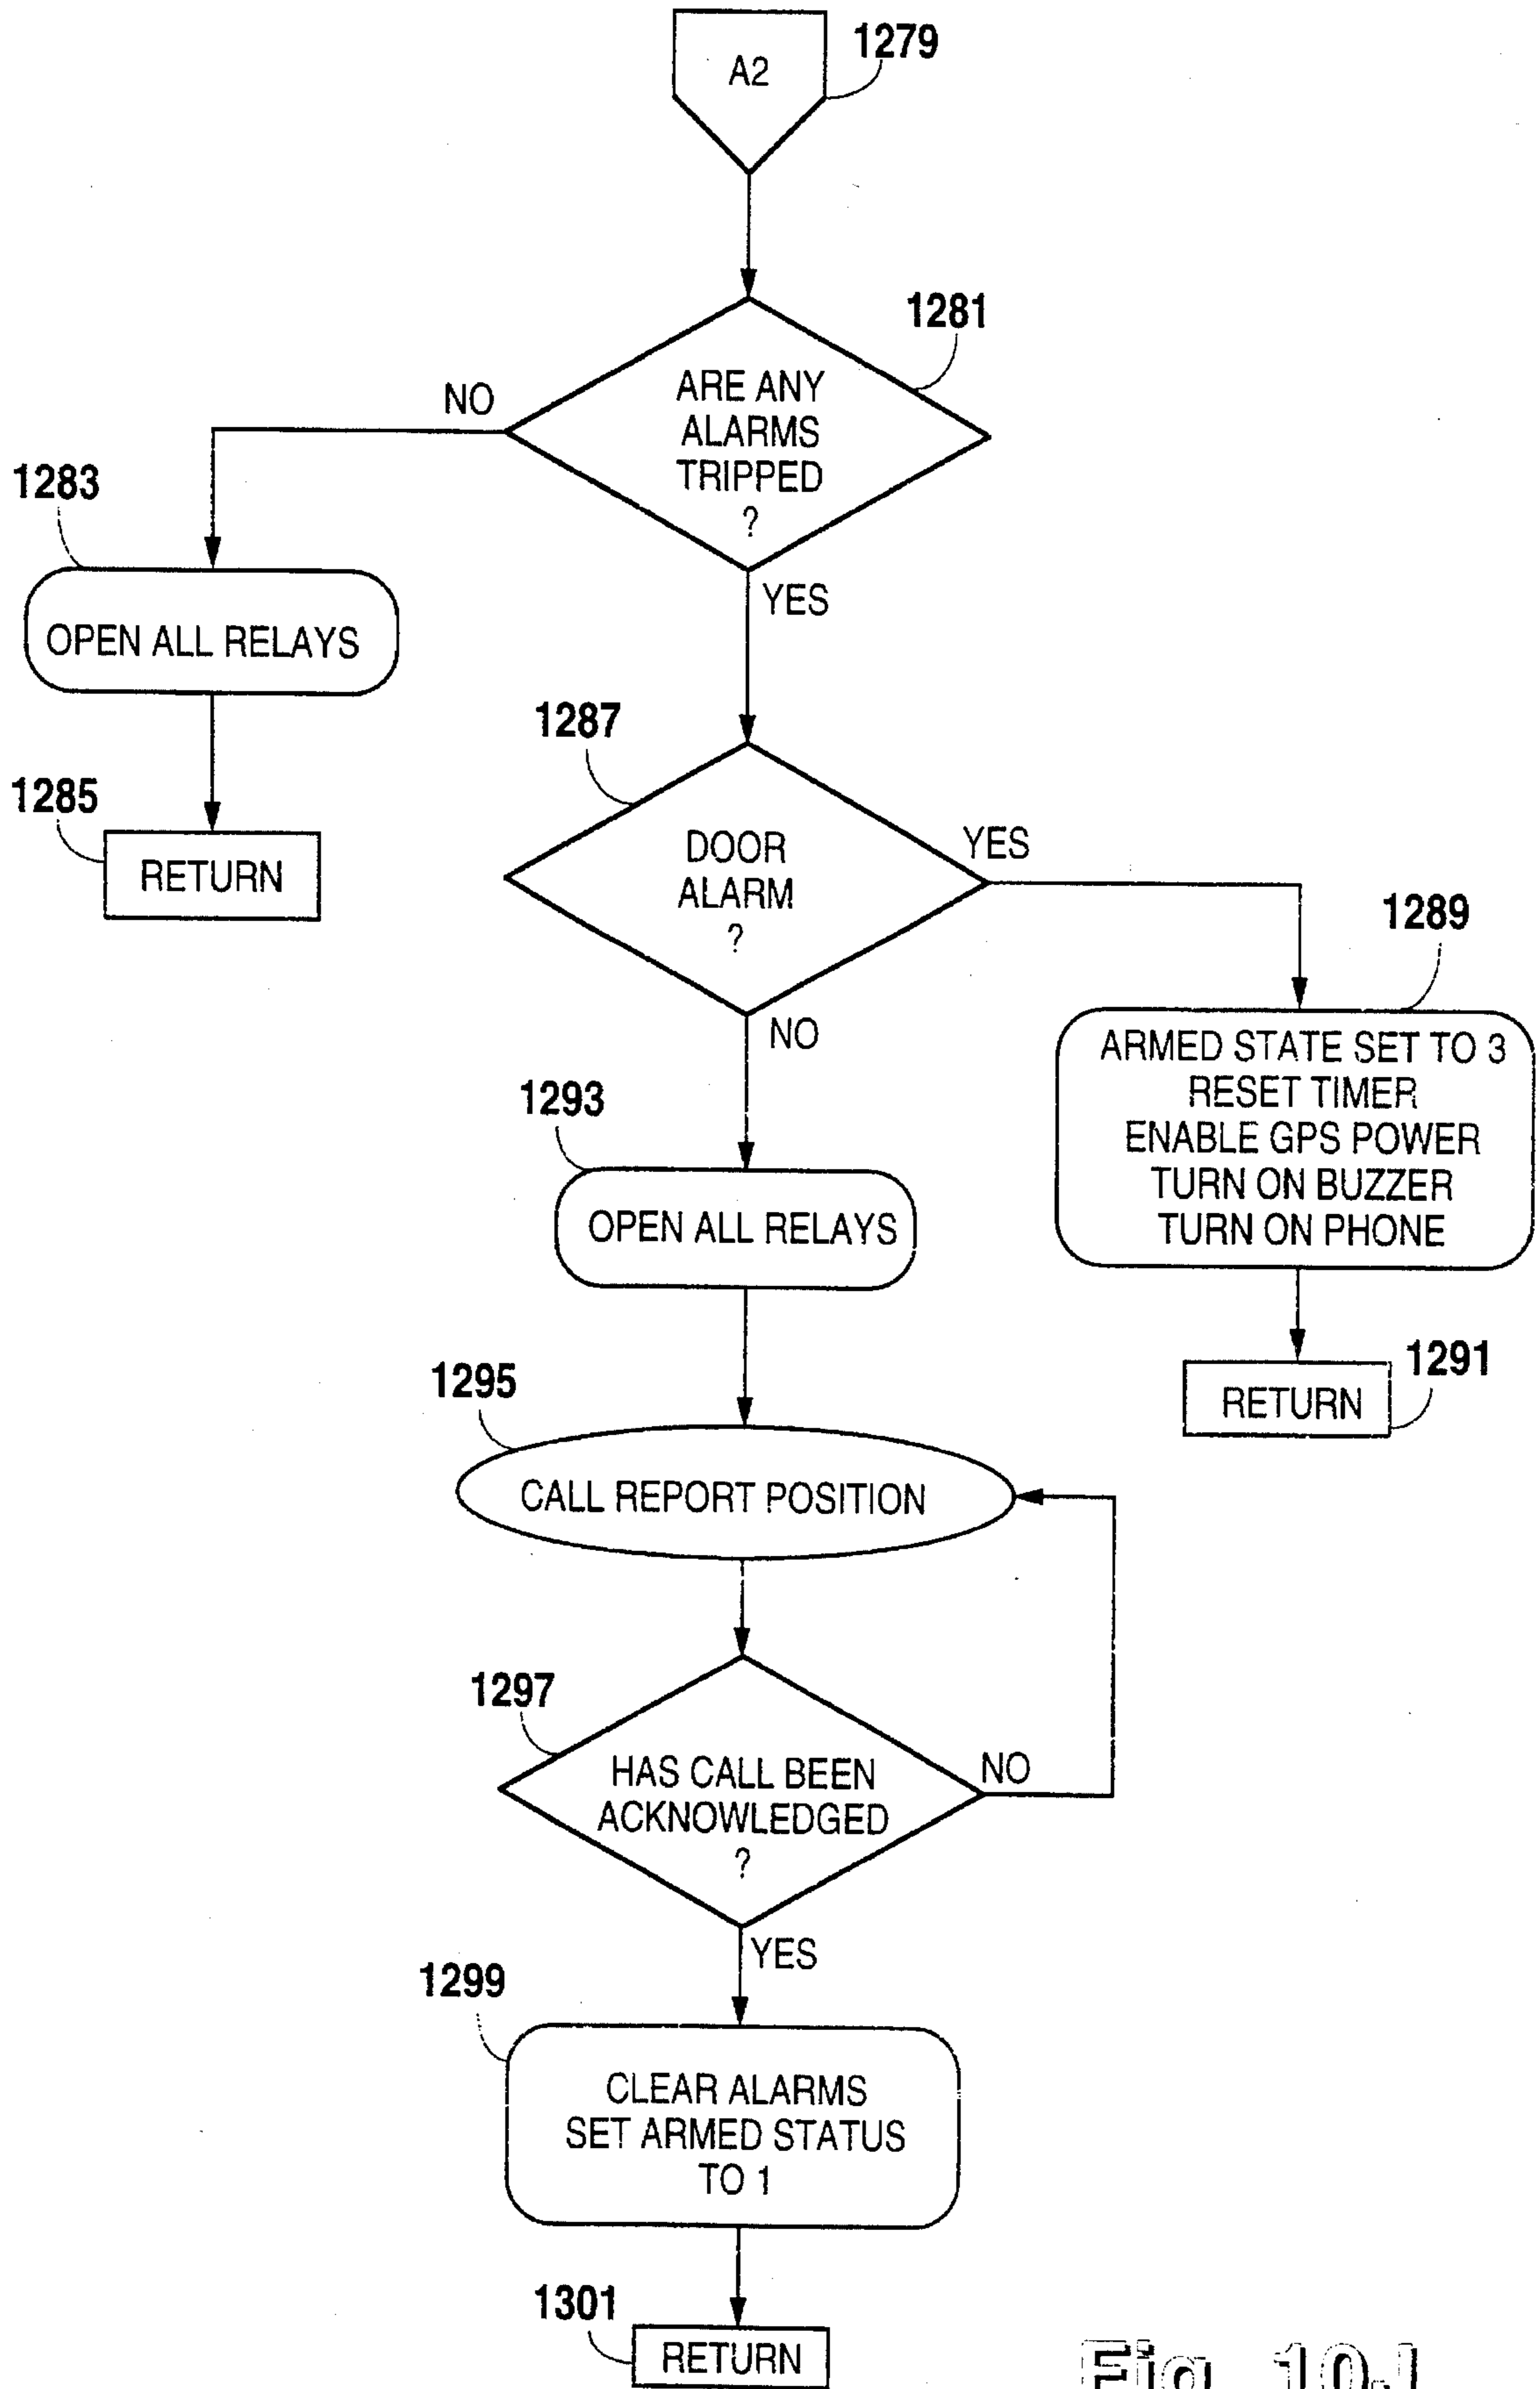 A2
1279
1281
ARE ANY
ALARMS
TRIPPED
?
NO
YES
1283
OPEN ALL RELAYS
1285
RETURN
1287
DOOR
ALARM
?
YES
NO
1289
ARMED STATE SET TO 3
RESET TIMER
ENABLE GPS POWER
TURN ON BUZZER
TURN ON PHONE
1291
RETURN
1293
OPEN ALL RELAYS
1295
CALL REPORT POSITION
1297
HAS CALL BEEN
ACKNOWLEDGED
?
NO
YES
1299
CLEAR ALARMS
SET ARMED STATUS
TO 1
1301
RETURN
Fig. 10J